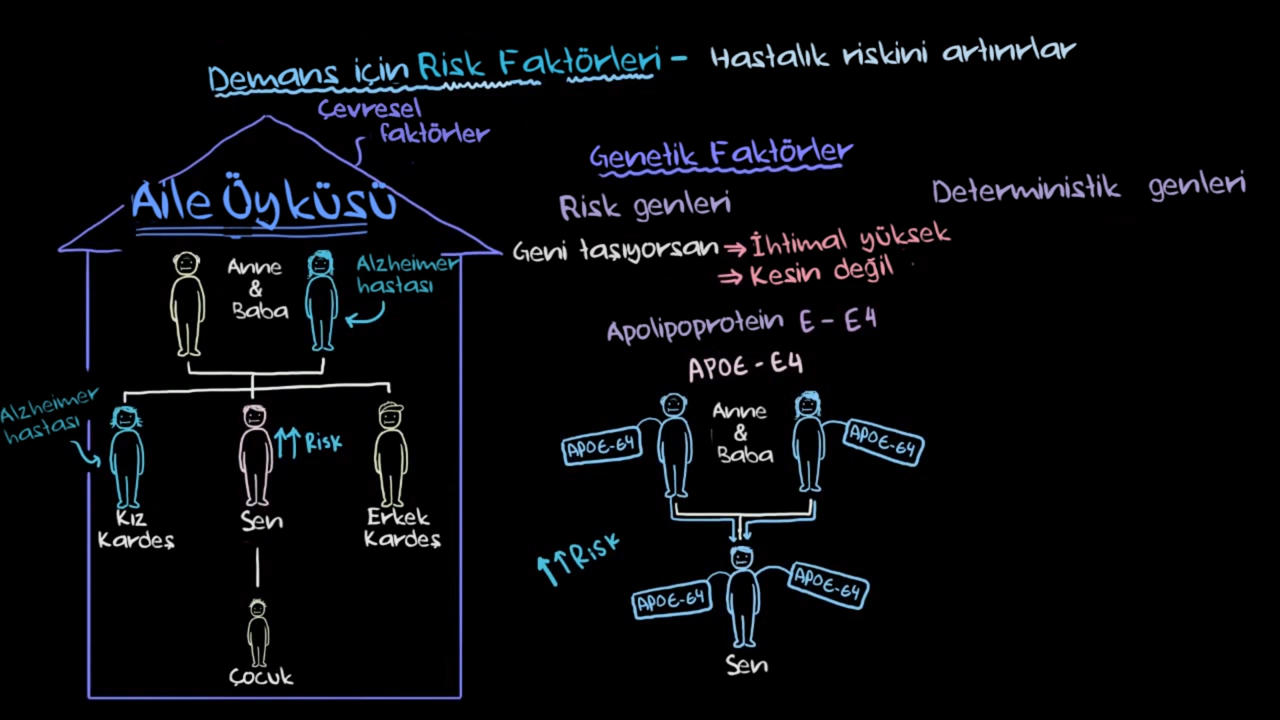 Demans için Risk Faktörleri - Hastalık riskini artırırlar
Çevresel
faktörler
Aile Öyküsü
Anne
&
Baba
Alzheimer
hastası
Alzheimer
hastası
↑↑ Risk
Kız
Kardeş
Sen
Erkek
Kardeş
Çocuk
Genetik Faktörler
Risk genleri
Deterministik genleri
Geni taşıyorsan ⇒ İhtimal yüksek
⇒ Kesin değil
Apolipoprotein E - E4
APOE - E4
Anne
&
Baba
APOE-E4
APOE-E4
↑↑ Risk
APOE-E4
APOE-E4
Sen